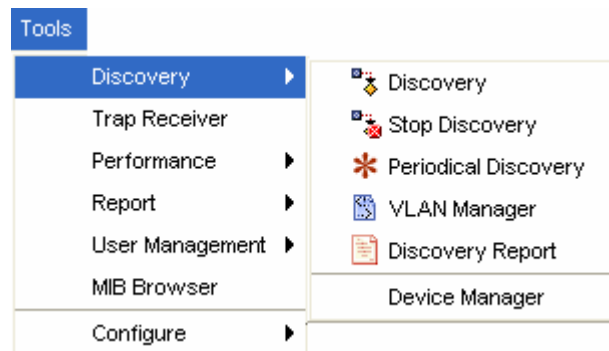 Tools
Discovery
Trap Receiver
Performance
Report
User Management
MIB Browser
Configure
Discovery
Stop Discovery
Periodical Discovery
VLAN Manager
Discovery Report
Device Manager